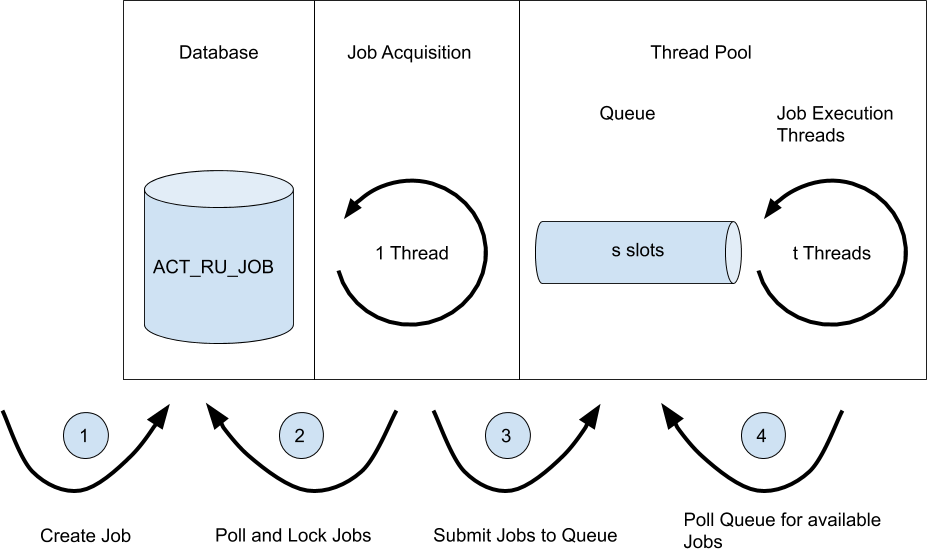 Database
Job Acquisition
Thread Pool
Queue
Job Execution
Threads
ACT_RU_JOB
1 Thread
s slots
t Threads
1
2
3
4
Create Job
Poll and Lock Jobs
Submit Jobs to Queue
Poll Queue for available
Jobs